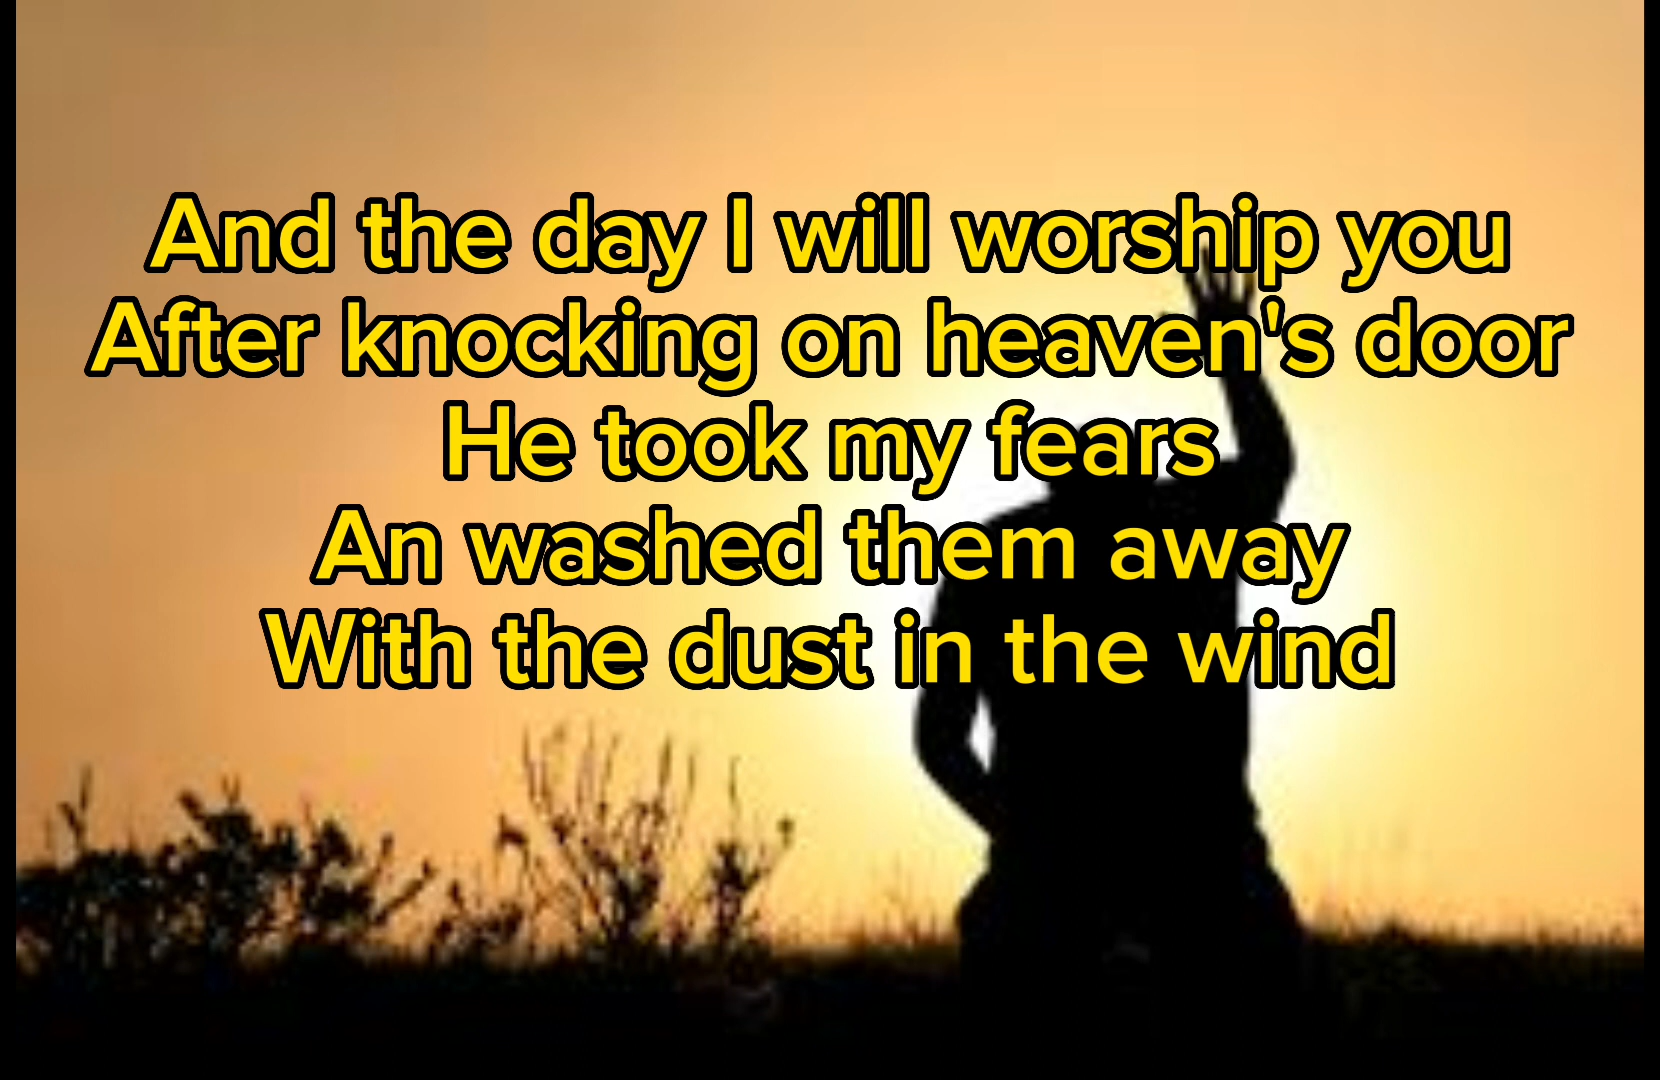 And the day I will worship you
After knocking on heaven's door
He took my fears
An washed them away
With the dust in the wind